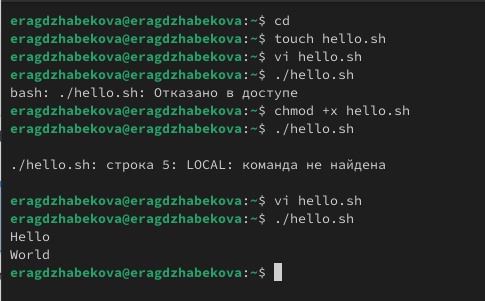 eragdzhabekova@eragdzhabekova:~$ cd
eragdzhabekova@eragdzhabekova:~$ touch hello.sh
eragdzhabekova@eragdzhabekova:~$ vi hello.sh
eragdzhabekova@eragdzhabekova:~$ ./hello.sh
bash: ./hello.sh: Отказано в доступе
eragdzhabekova@eragdzhabekova:~$ chmod +x hello.sh
eragdzhabekova@eragdzhabekova:~$ ./hello.sh
./hello.sh: строка 5: LOCAL: команда не найдена
eragdzhabekova@eragdzhabekova:~$ vi hello.sh
eragdzhabekova@eragdzhabekova:~$ ./hello.sh
Hello
World
eragdzhabekova@eragdzhabekova:~$